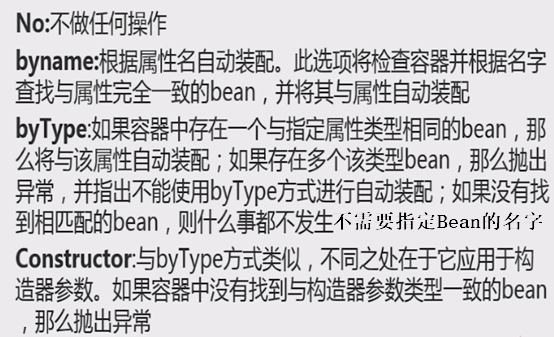 No:不做任何操作
byname:根据属性名自动装配。此选项将检查容器并根据名字
查找与属性完全一致的bean，并将其与属性自动装配
byType:如果容器中存在一个与指定属性类型相同的bean，那
么将与该属性自动装配；如果存在多个该类型bean，那么抛出
异常，并指出不能使用byType方式进行自动装配；如果没有找
到相匹配的bean，则什么事都不发生不需要指定Bean的名字
Constructor:与byType方式类似，不同之处在于它应用于构
造器参数。如果容器中没有找到与构造器参数类型一致的bean
，那么抛出异常